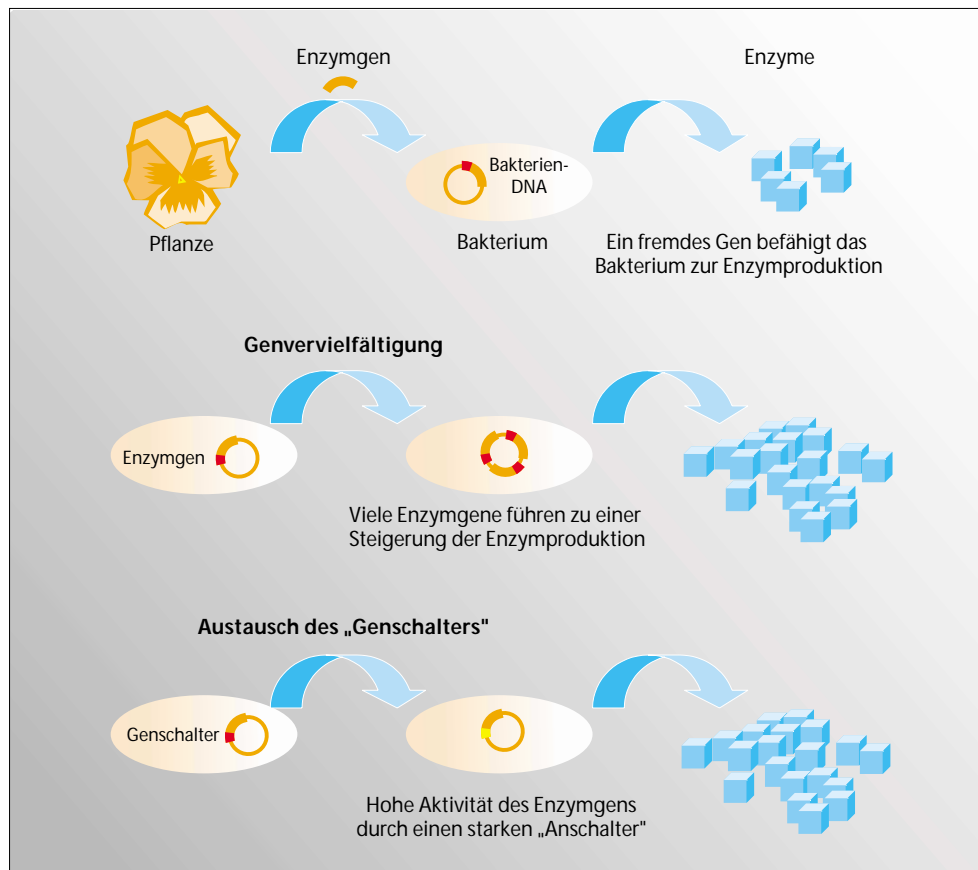 Enzymgen
Enzyme
Bakterien-
DNA
Pflanze
Bakterium
Ein fremdes Gen befähigt das
Bakterium zur Enzymproduktion
Genvervielfältigung
Enzymgen
Viele Enzymgene führen zu einer
Steigerung der Enzymproduktion
Austausch des „Genschalters"
Genschalter
Hohe Aktivität des Enzymgens
durch einen starken „Anschalter"